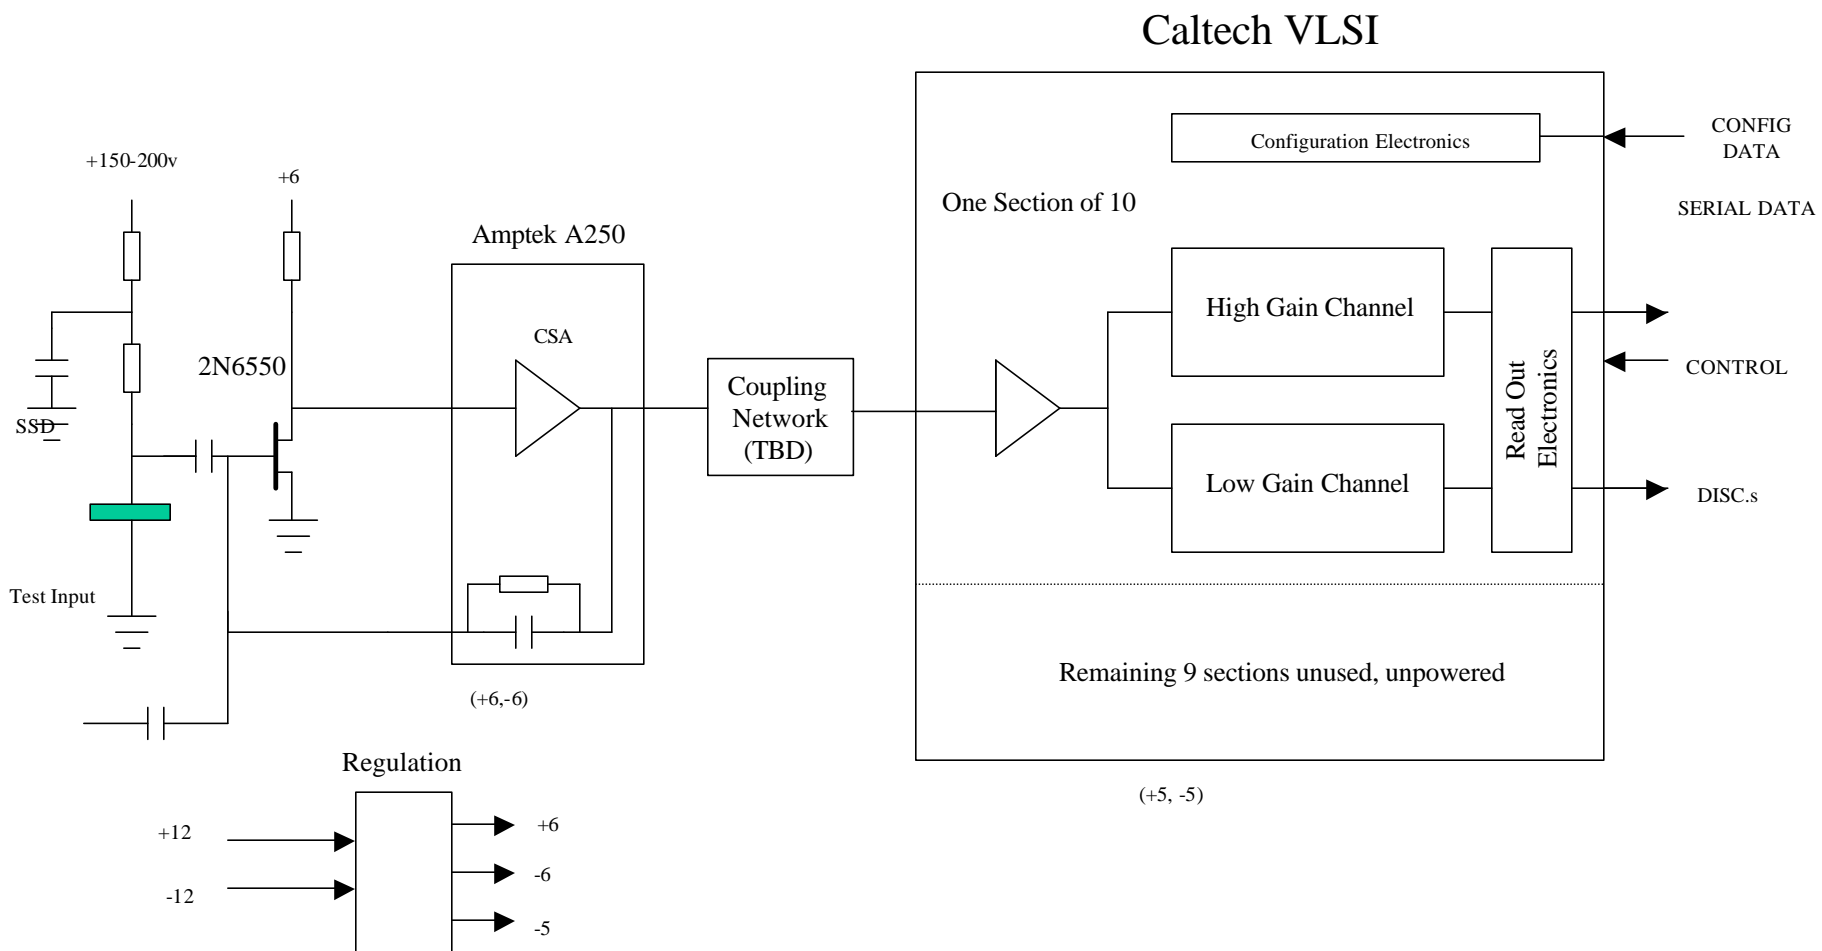 Caltech VLSI
CONFIG
DATA
Configuration Electronics
+150-200v
+6
One Section of 10
SERIAL DATA
Amptek A250
High Gain Channel
CSA
2N6550
Coupling
Network
(TBD)
CONTROL
Read Out
Electronics
SSD
Low Gain Channel
DISC.s
Test Input
Remaining 9 sections unused, unpowered
(+6,-6)
Regulation
(+5, -5)
+12
+6
-6
-12
-5